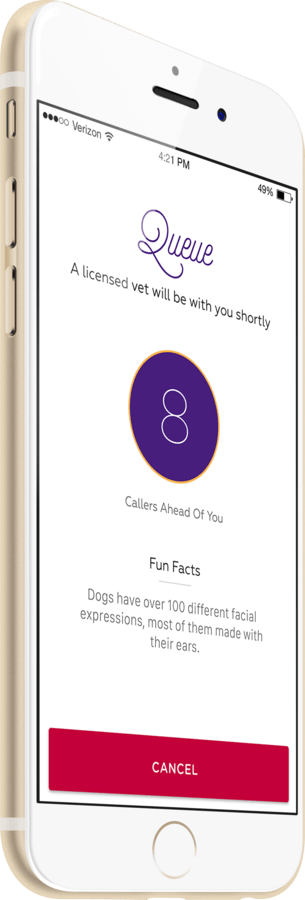 Verizon
4:21 PM
49%
Queue
A licensed vet will be with you shortly
8
Callers Ahead Of You
Fun Facts
Dogs have over 100 different facial
expressions, most of them made with
their ears.
CANCEL